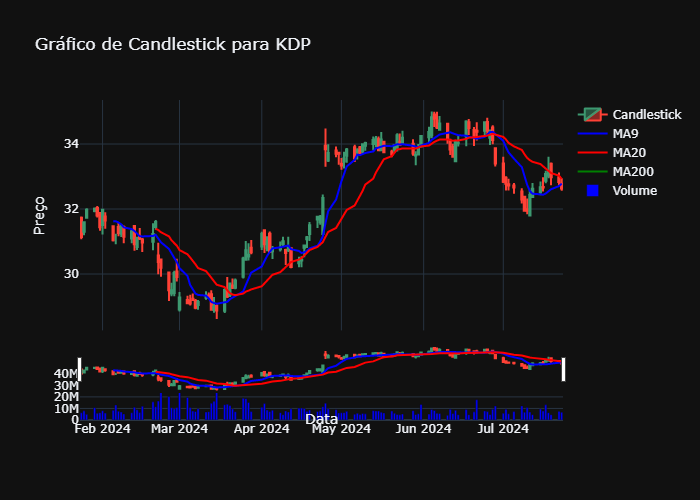 Gráfico de Candlestick para KDP
Candlestick
MA9
MA20
MA200
Volume
Preço
34
32
30
40M
30M
20M
10M
0
Data
Feb 2024
Mar 2024
Apr 2024
May 2024
Jun 2024
Jul 2024